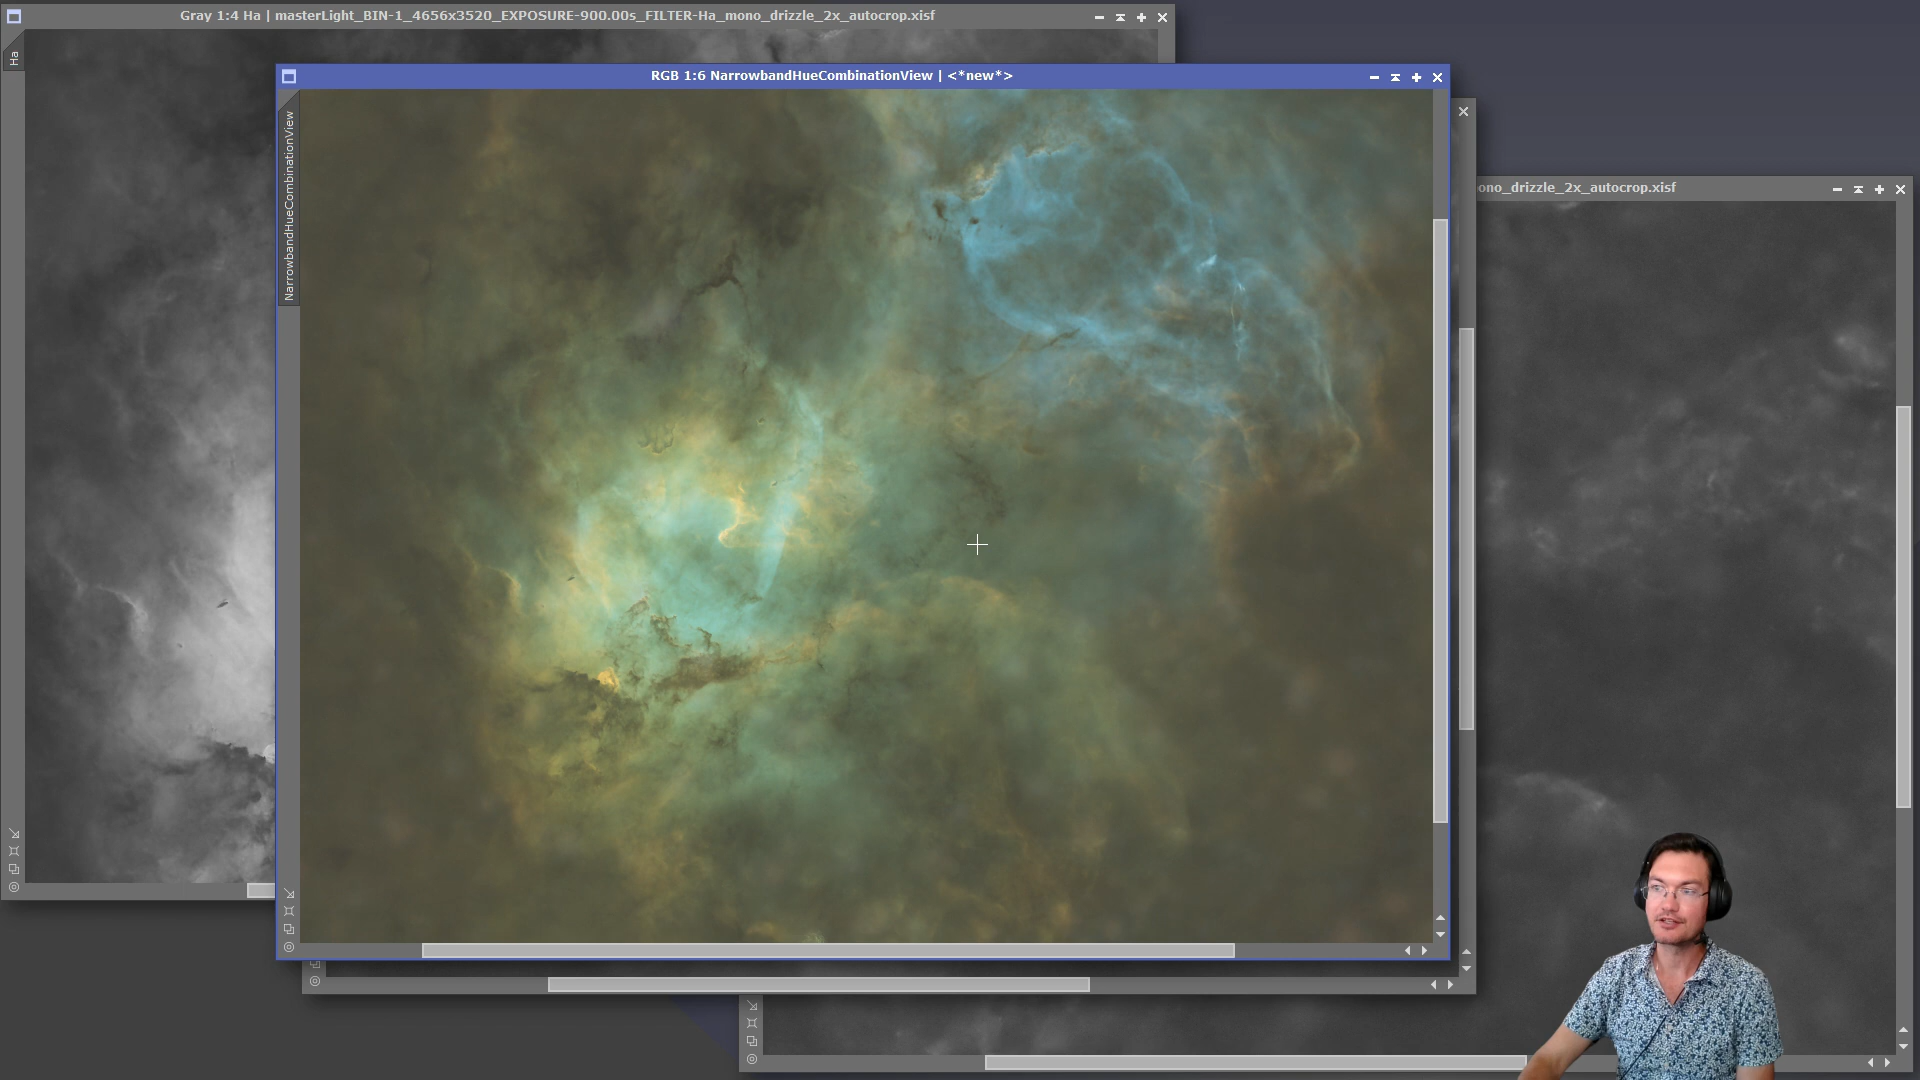 Gray 1:4 Ha | masterLight_BIN-1_4656x3520_EXPOSURE-900.00s_FILTER-Ha_mono_drizzle_2x_autocrop.xisf
Ha
RGB 1:6 NarrowbandHueCombinationView | <*new*>
NarrowbandHueCombinationView
ono_drizzle_2x_autocrop.xisf